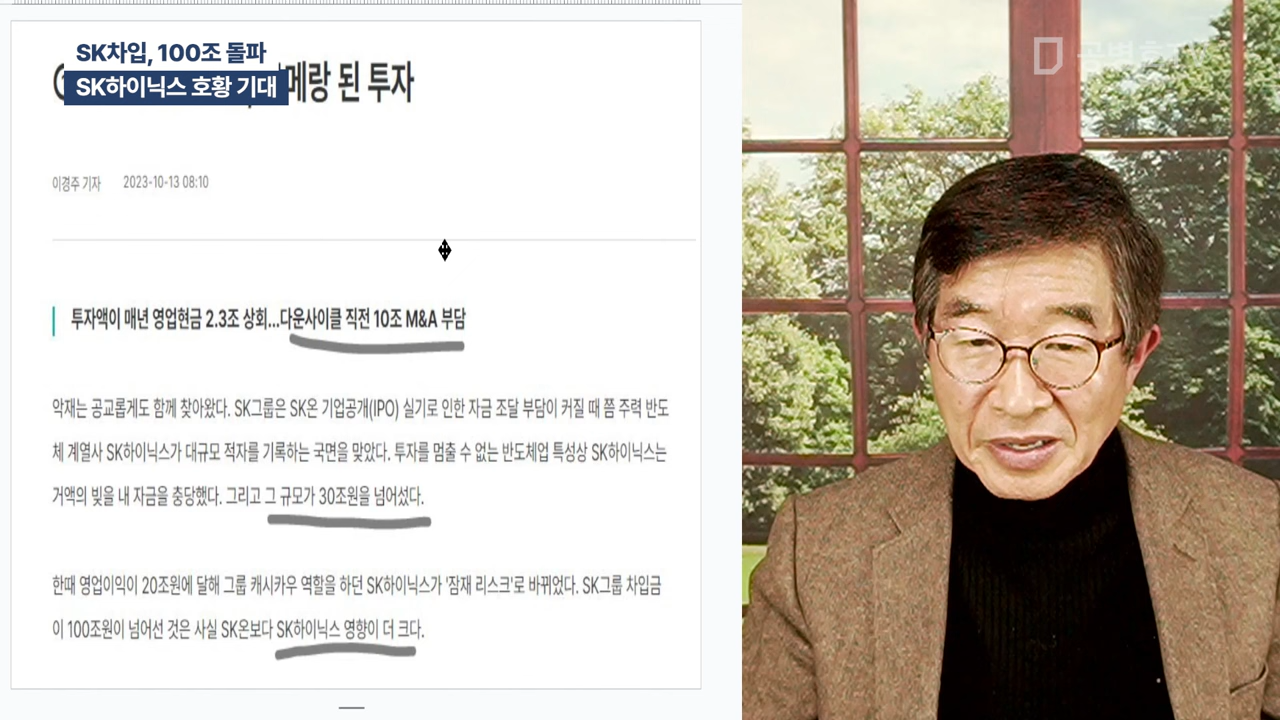 SK차입, 100조 돌파
SK하이닉스 호황 기대
메랑 된 투자
이경주 기자 2023-10-13 08:10
투자액이 매년 영업현금 2.3조 상회...다운사이클 직전 10조 M&A 부담
악재는 공교롭게도 함께 찾아왔다. SK그룹은 SK온 기업공개(IPO) 실기로 인한 자금 조달 부담이 커질 때 쯤 주력 반도
체 계열사 SK하이닉스가 대규모 적자를 기록하는 국면을 맞았다. 투자를 멈출 수 없는 반도체업 특성상 SK하이닉스는
거액의 빚을 내 자금을 충당했다. 그리고 그 규모가 30조원을 넘어섰다.
한때 영업이익이 20조원에 달해 그룹 캐시카우 역할을 하던 SK하이닉스가 '잠재 리스크'로 바뀌었다. SK그룹 차입금
이 100조원이 넘어선 것은 사실 SK온보다 SK하이닉스 영향이 더 크다.